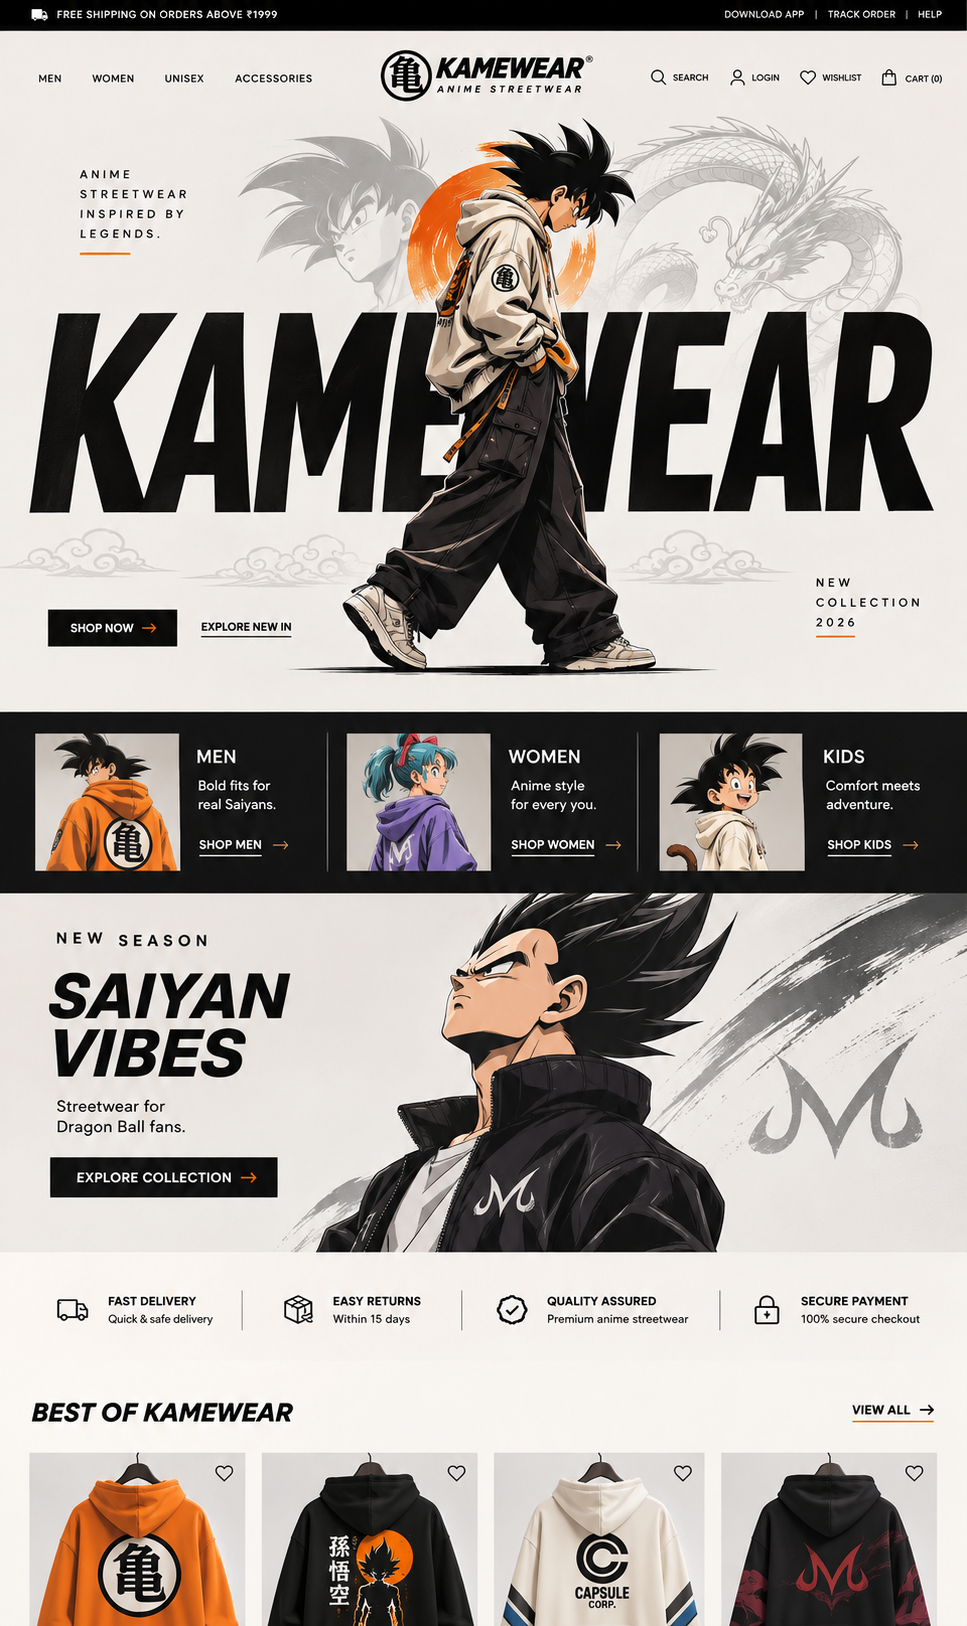 FREE SHIPPING ON ORDERS ABOVE ₹1999
DOWNLOAD APP | TRACK ORDER | HELP
MEN WOMEN UNISEX ACCESSORIES
亀 KAMEWEAR®
ANIME STREETWEAR
SEARCH LOGIN WISHLIST CART (0)
ANIME
STREETWEAR
INSPIRED BY
LEGENDS.
亀
KAMEWEAR
NEW
COLLECTION
2026
SHOP NOW
EXPLORE NEW IN
亀
MEN
Bold fits for
real Saiyans.
SHOP MEN
WOMEN
Anime style
for every you.
SHOP WOMEN
KIDS
Comfort meets
adventure.
SHOP KIDS
NEW SEASON
SAIYAN
VIBES
Streetwear for
Dragon Ball fans.
EXPLORE COLLECTION
M
M
FAST DELIVERY
Quick & safe delivery
EASY RETURNS
Within 15 days
QUALITY ASSURED
Premium anime streetwear
SECURE PAYMENT
100% secure checkout
BEST OF KAMEWEAR
VIEW ALL
亀
孫悟空
CAPSULE
CORP.
M